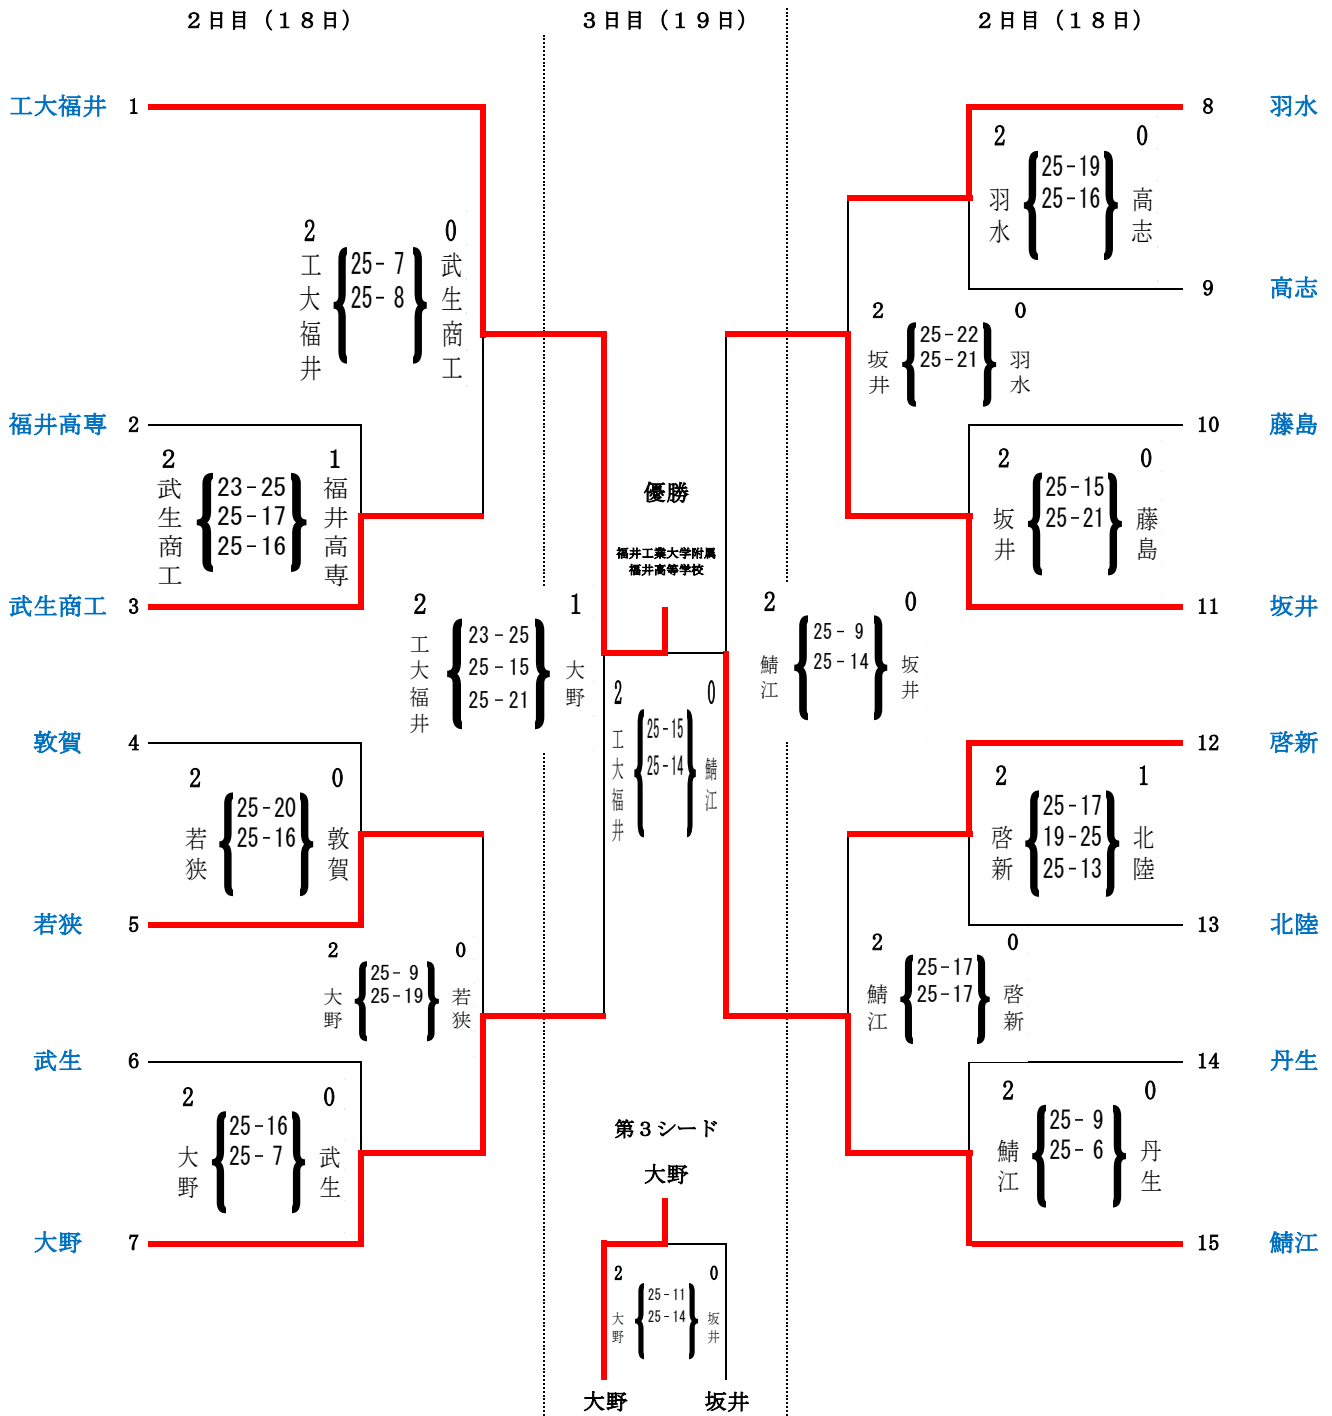 2日目（18日）
3日目（19日）
2日目（18日）
工大福井 1
2 0
工大福井 武生商工
25- 7
25- 8
福井高専 2
2 1
武生商工 福井高専
23-25
25-17
25-16
武生商工 3
敦賀 4
2 0
若狭 敦賀
25-20
25-16
若狭 5
2 0
大野 若狭
25- 9
25-19
武生 6
2 0
大野 武生
25-16
25- 7
大野 7
2 1
工大福井 大野
23-25
25-15
25-21
優勝
福井工業大学附属
福井高等学校
2 0
工大福井 鯖江
25-15
25-14
2 0
鯖江 坂井
25- 9
25-14
第3シード
大野
2 0
大野 坂井
25-11
25-14
大野 坂井
8 羽水
2 0
羽水 高志
25-19
25-16
9 高志
2 0
坂井 羽水
25-22
25-21
10 藤島
2 0
坂井 藤島
25-15
25-21
11 坂井
12 啓新
2 1
啓新 北陸
25-17
19-25
25-13
13 北陸
2 0
鯖江 啓新
25-17
25-17
14 丹生
2 0
鯖江 丹生
25- 9
25- 6
15 鯖江